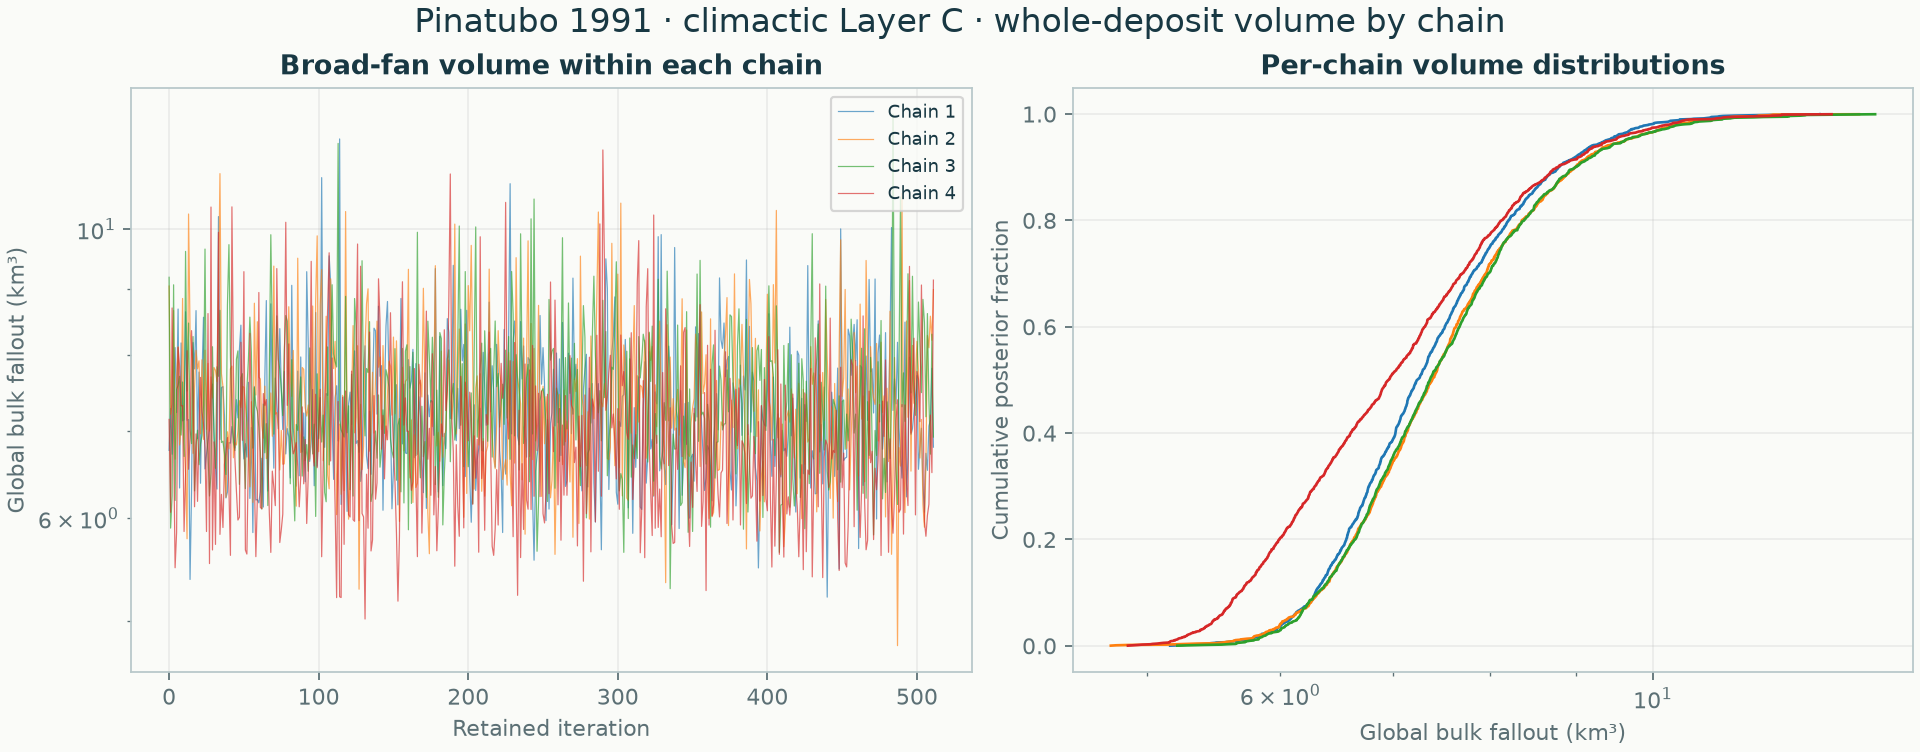 Pinatubo 1991 · climactic Layer C · whole-deposit volume by chain
Broad-fan volume within each chain
Global bulk fallout (km³)
10¹
6 × 10⁰
Chain 1
Chain 2
Chain 3
Chain 4
0 100 200 300 400 500
Retained iteration
Per-chain volume distributions
Cumulative posterior fraction
1.0
0.8
0.6
0.4
0.2
0.0
6 × 10⁰ 10¹
Global bulk fallout (km³)